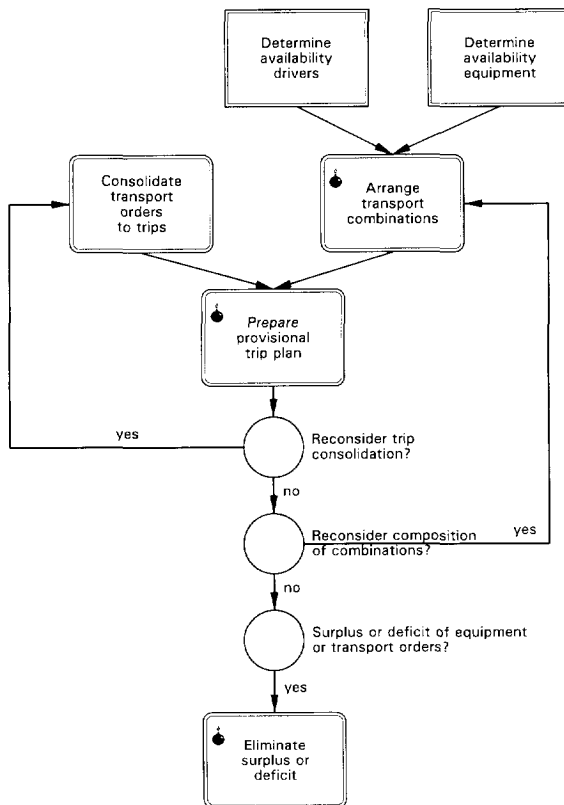 Determine
availability
drivers
Determine
availability
equipment
Consolidate
transport
orders
to trips
Arrange
transport
combinations
Prepare
provisional
trip plan
yes
Reconsider trip
consolidation?
no
Reconsider composition
of combinations?
yes
no
Surplus or deficit of equipment
or transport orders?
yes
Eliminate
surplus or
deficit